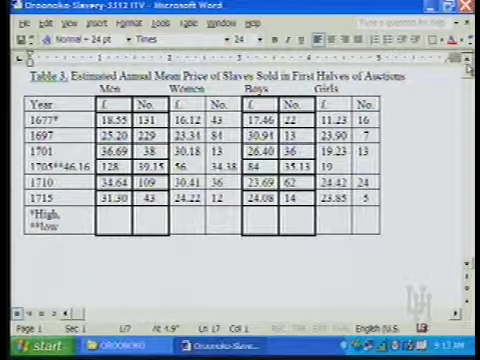 Oroonoko-Slavery-3312 ITV - Microsoft Word
File Edit View Insert Format Tools Table Window Help
Normal + 24 pt Times 24
Table 3. Estimated Annual Mean Price of Slaves Sold in First Halves of Auctions
Men Women Boys Girls
Year £ No. £. No. £. No. £. No.
1677* 18.55 131 16.12 43 17.46 22 11.23 16
1697 25.20 229 23.34 84 30.94 13 23.90 7
1701 36.69 38 30.18 13 26.40 36 19.23 13
1705**46.16 128 39.15 56 34.38 84 35.13 19
1710 34.64 109 30.41 36 23.69 62 24.42 24
1715 31.30 43 24.22 12 24.08 14 23.85 5
*High,
**low
Page 1 Sec 1 1/7 At 4.9" Ln 17 Col 1 REC TRK EXT OVR English (U.S.
start OROONOKO Oroonoko-Slave... 9:13 AM